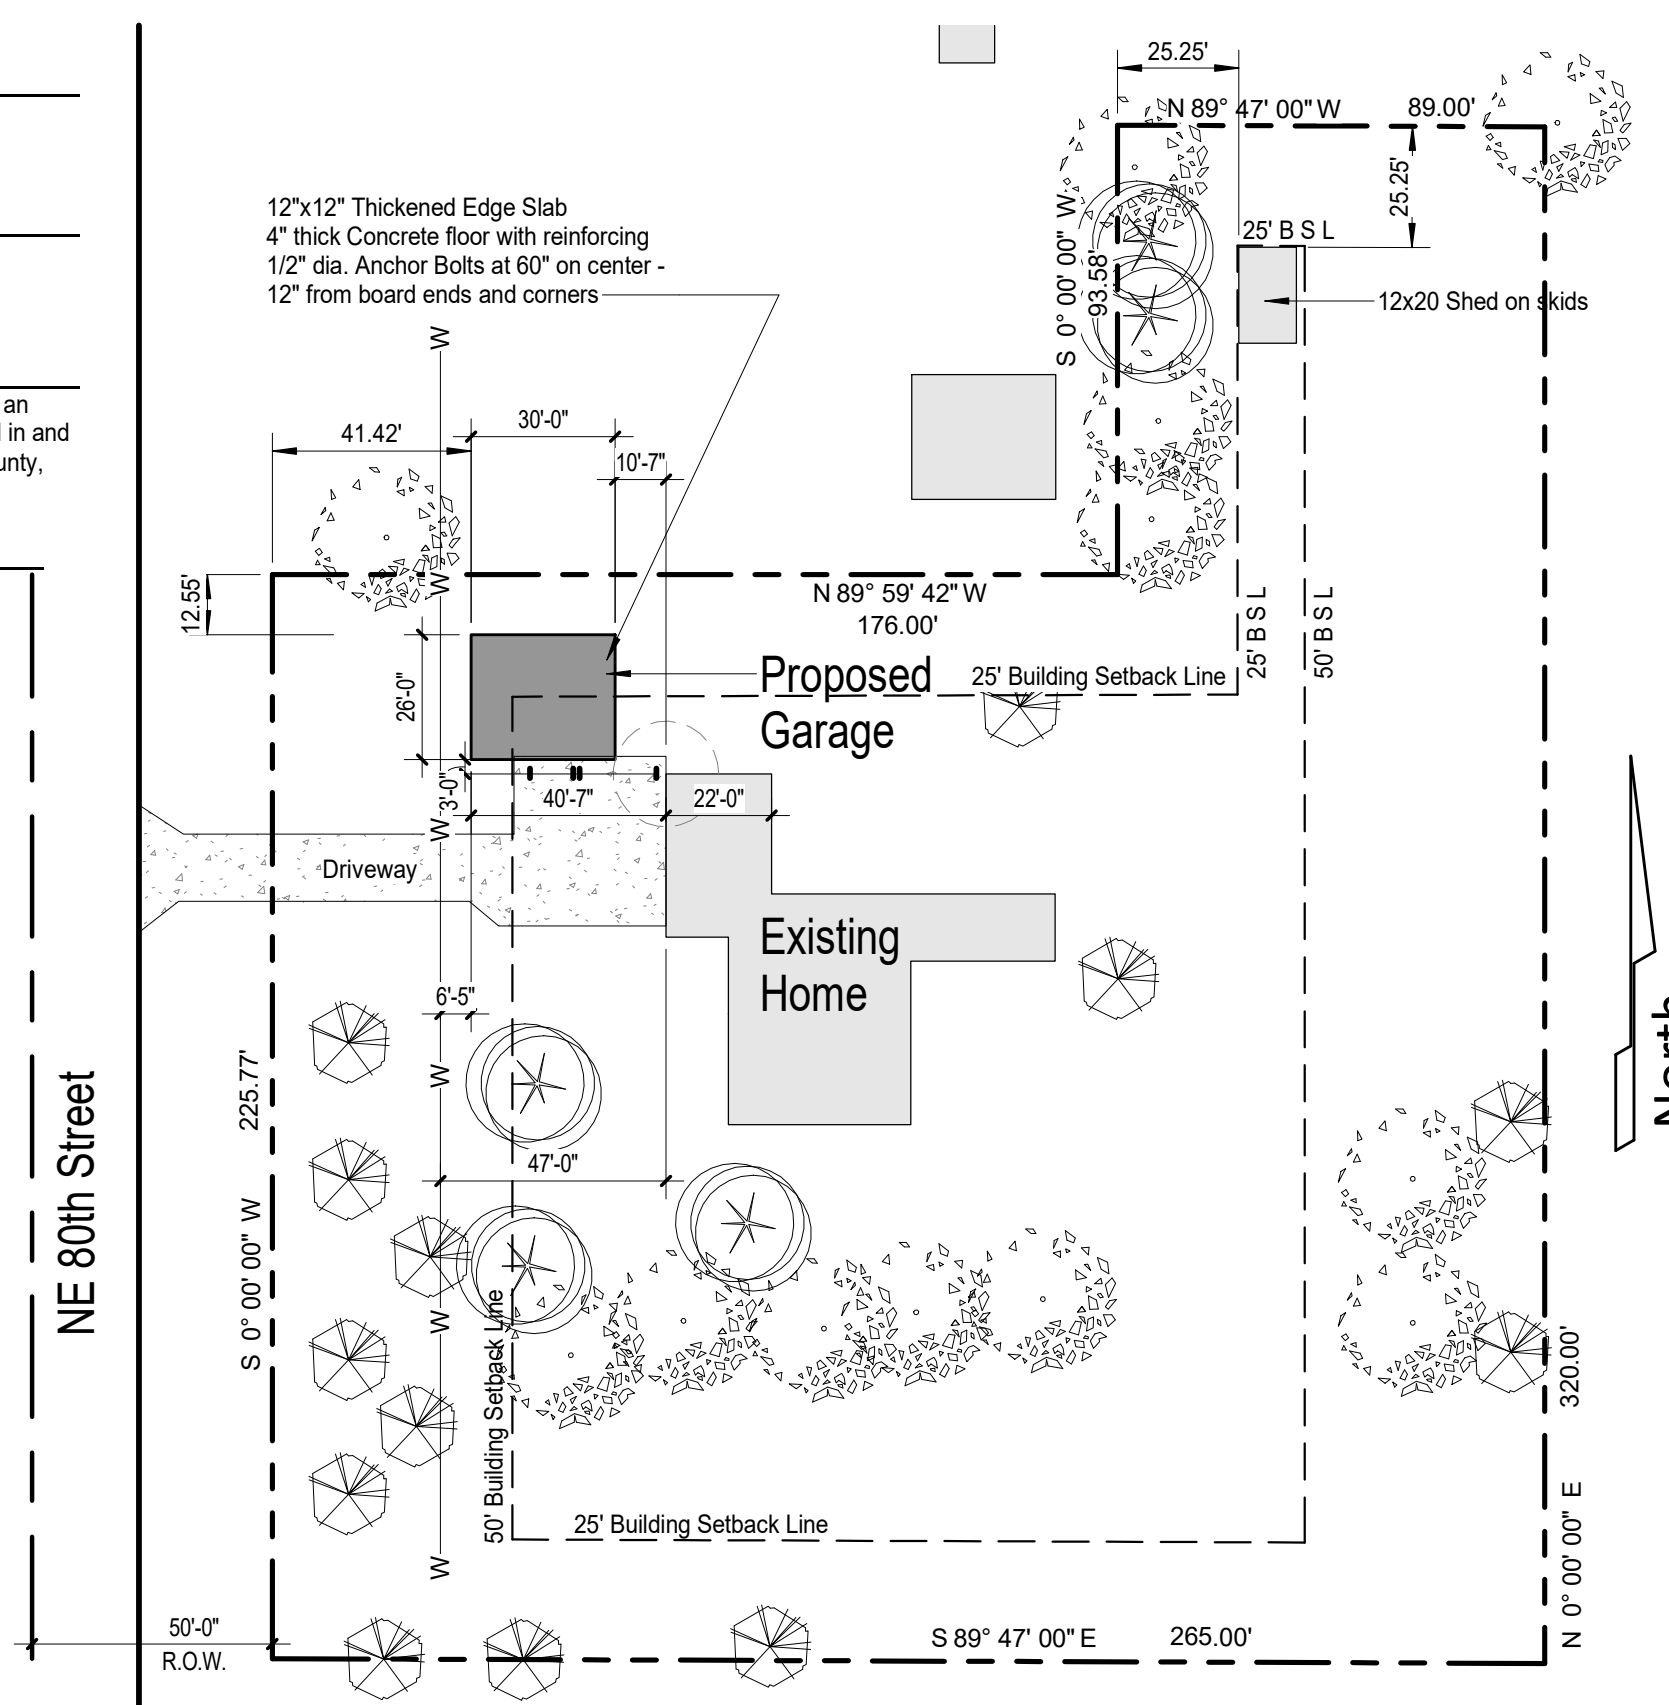 25.25'
N 89° 47' 00" W 89.00'
25.25'
12"x12" Thickened Edge Slab
4" thick Concrete floor with reinforcing
1/2" dia. Anchor Bolts at 60" on center -
12" from board ends and corners
S 0° 00' 00" W
93.58'
25' B S L
12x20 Shed on skids
W
an
in and
unty,
41.42'
30'-0"
10'-7"
12.55'
W
N 89° 59' 42" W
176.00'
25' B S L
50' B S L
26'-0"
Proposed
Garage
25' Building Setback Line
3'-0"
40'-7"
22'-0"
W
Driveway
Existing
Home
6'-5"
W
225.77'
S 0° 00' 00" W
NE 80th Street
North
47'-0"
W
50' Building Setback Line
320.00'
N 0° 00' 00" E
25' Building Setback Line
W
50'-0"
R.O.W.
S 89° 47' 00" E 265.00'